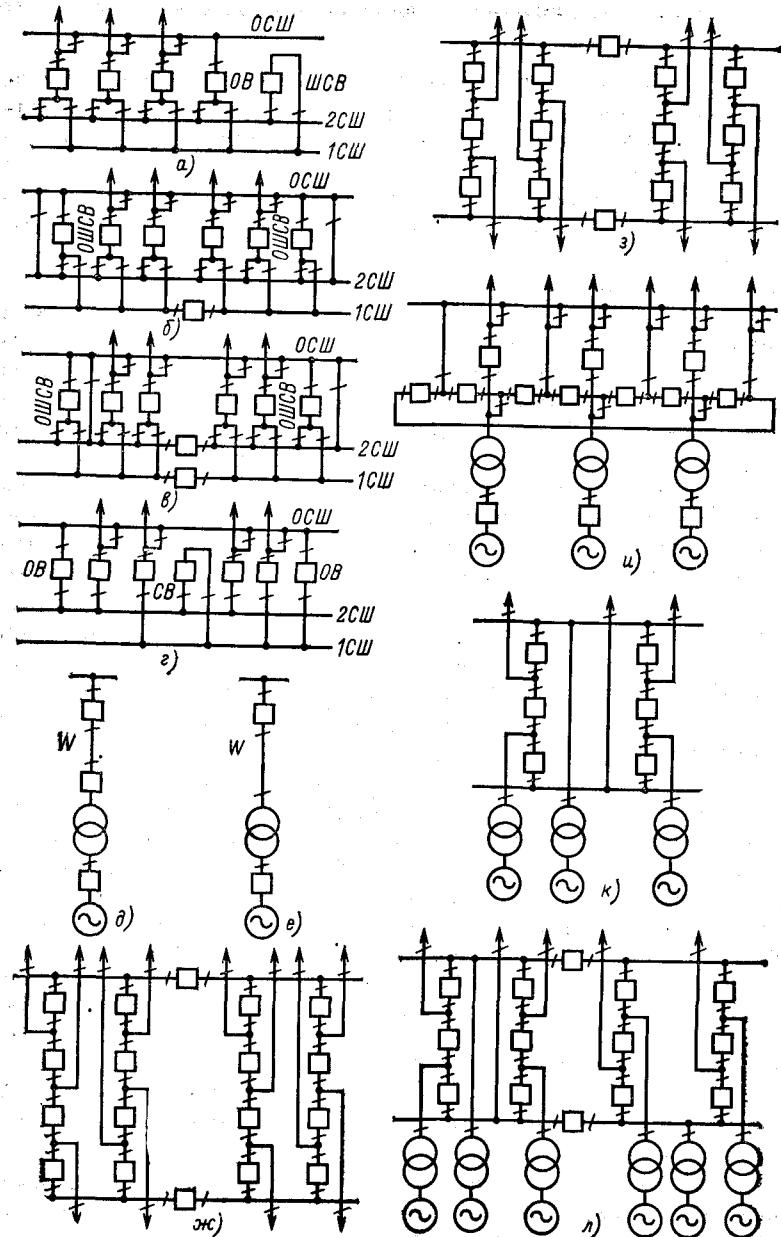 ОСШ
ОВ
ШСВ
2СШ
1СШ
а)
ОСШ
ОШСВ
ОШСВ
2СШ
1СШ
б)
ОСШ
ОШСВ
ОШСВ
2СШ
1СШ
в)
ОСШ
ОВ
СВ
ОВ
2СШ
1СШ
г)
W
W
д)
е)
ж)
з)
и)
к)
л)